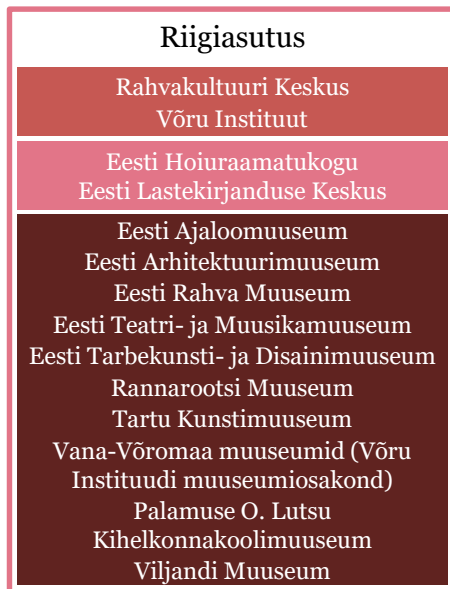 Riigiasutus
Rahvakultuuri Keskus
Võru Instituut
Eesti Hoiuraamatukogu
Eesti Lastekirjanduse Keskus
Eesti Ajaloomuuseum
Eesti Arhitektuurimuuseum
Eesti Rahva Muuseum
Eesti Teatri- ja Muusikamuuseum
Eesti Tarbekunsti- ja Disainimuuseum
Rannarootsi Muuseum
Tartu Kunstimuuseum
Vana-Võromaa muuseumid (Võru
Instituudi muuseumiosakond)
Palamuse O. Lutsu
Kihelkonnakoolimuuseum
Viljandi Muuseum